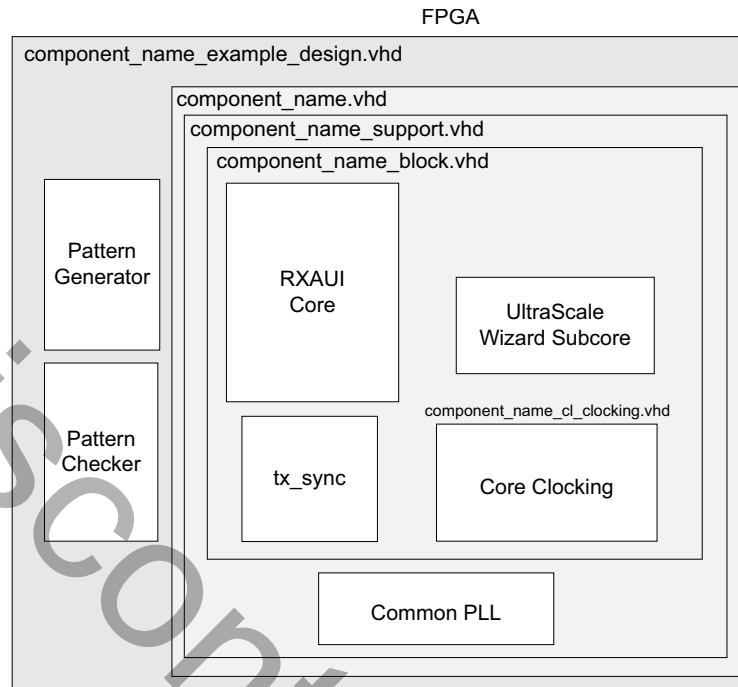 FPGA
component_name_example_design.vhd
component_name.vhd
component_name_support.vhd
component_name_block.vhd
Pattern
Generator
RXAUI
Core
UltraScale
Wizard Subcore
component_name_cl_clocking.vhd
Pattern
Checker
tx_sync
Core Clocking
Common PLL